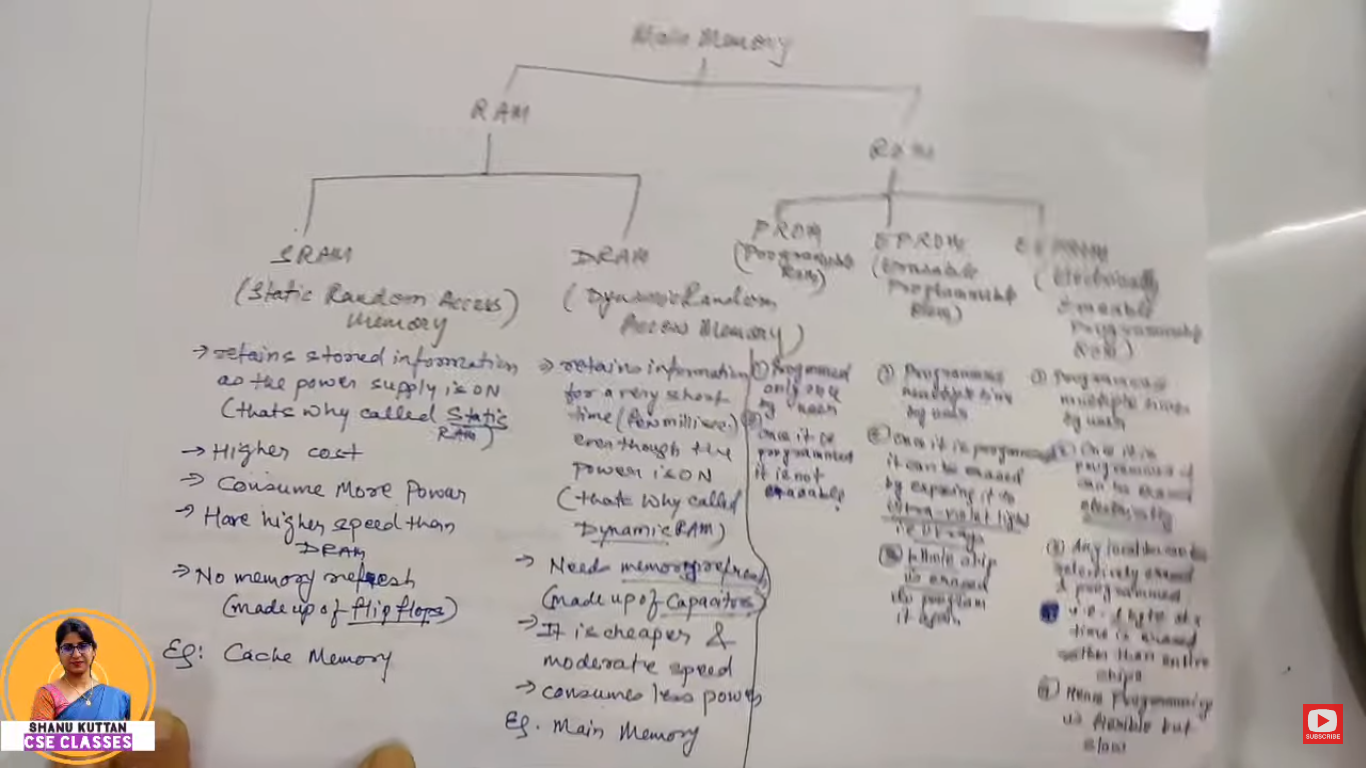 Main Memory
RAM
ROM
SRAM
(Static Random Access
Memory)
→ retains stored information
as the power supply is ON
(thats why called Static
RAM)
→ Higher cost
→ Consume More Power
→ Have higher speed than
DRAM
→ No memory refresh
(made up of flip flops)
Eg: Cache Memory
DRAM
(Dynamic Random
Access Memory)
→ retains information
for a very short
time (few millisec.)
even though the
power is ON
(thats why called
Dynamic RAM)
→ Need memory refresh
(made up of Capacitors)
→ It is cheaper &
moderate speed
→ consumes less power
Eg. Main Memory
PROM
(Programmable
ROM)
① Programmed
only once
by user
② Once it is
programmed
it is not
erasable
EPROM
(Erasable
Programmable
Rom)
① Programmed
multiple time
by user
② Once it is programmed
it can be erased
by exposing it to
ultra-violet light
③ Whole chip
is erased
to program
it again
(Electrically
Erasable
Programmable
ROM)
① Programmed
multiple times
by user
② Once it is
programmed it
can be erased
electrically
③ Any location can be
selectively erased
& programmed
i.e. 1 byte at a
time is erased
rather than entire
chip
④ Hence Programming
is flexible but
slow
SHANU KUTTAN
CSE CLASSES
SUBSCRIBE